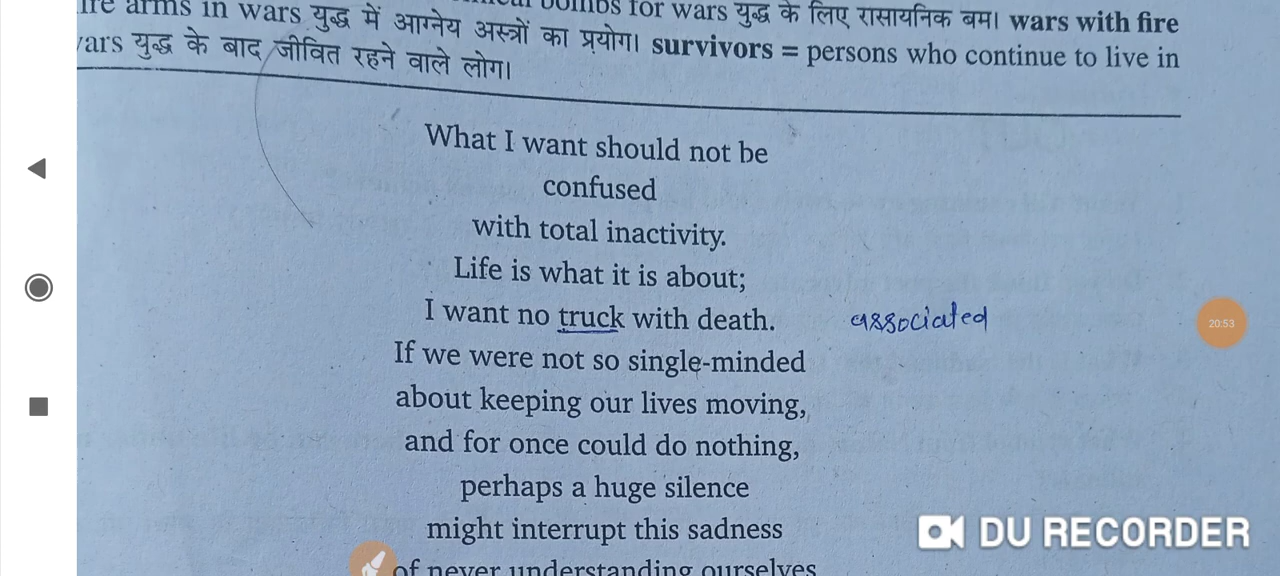 arms in wars युद्ध में आग्नेय अस्त्रों का प्रयोग। survivors = persons who continue to live in
bombs for wars युद्ध के लिए रासायनिक बम। wars with fire
युद्ध के बाद जीवित रहने वाले लोग।
What I want should not be
confused
with total inactivity.
Life is what it is about;
I want no truck with death. associated
20:53
If we were not so single-minded
about keeping our lives moving,
and for once could do nothing,
perhaps a huge silence
might interrupt this sadness
DU RECORDER
of never understanding ourselves